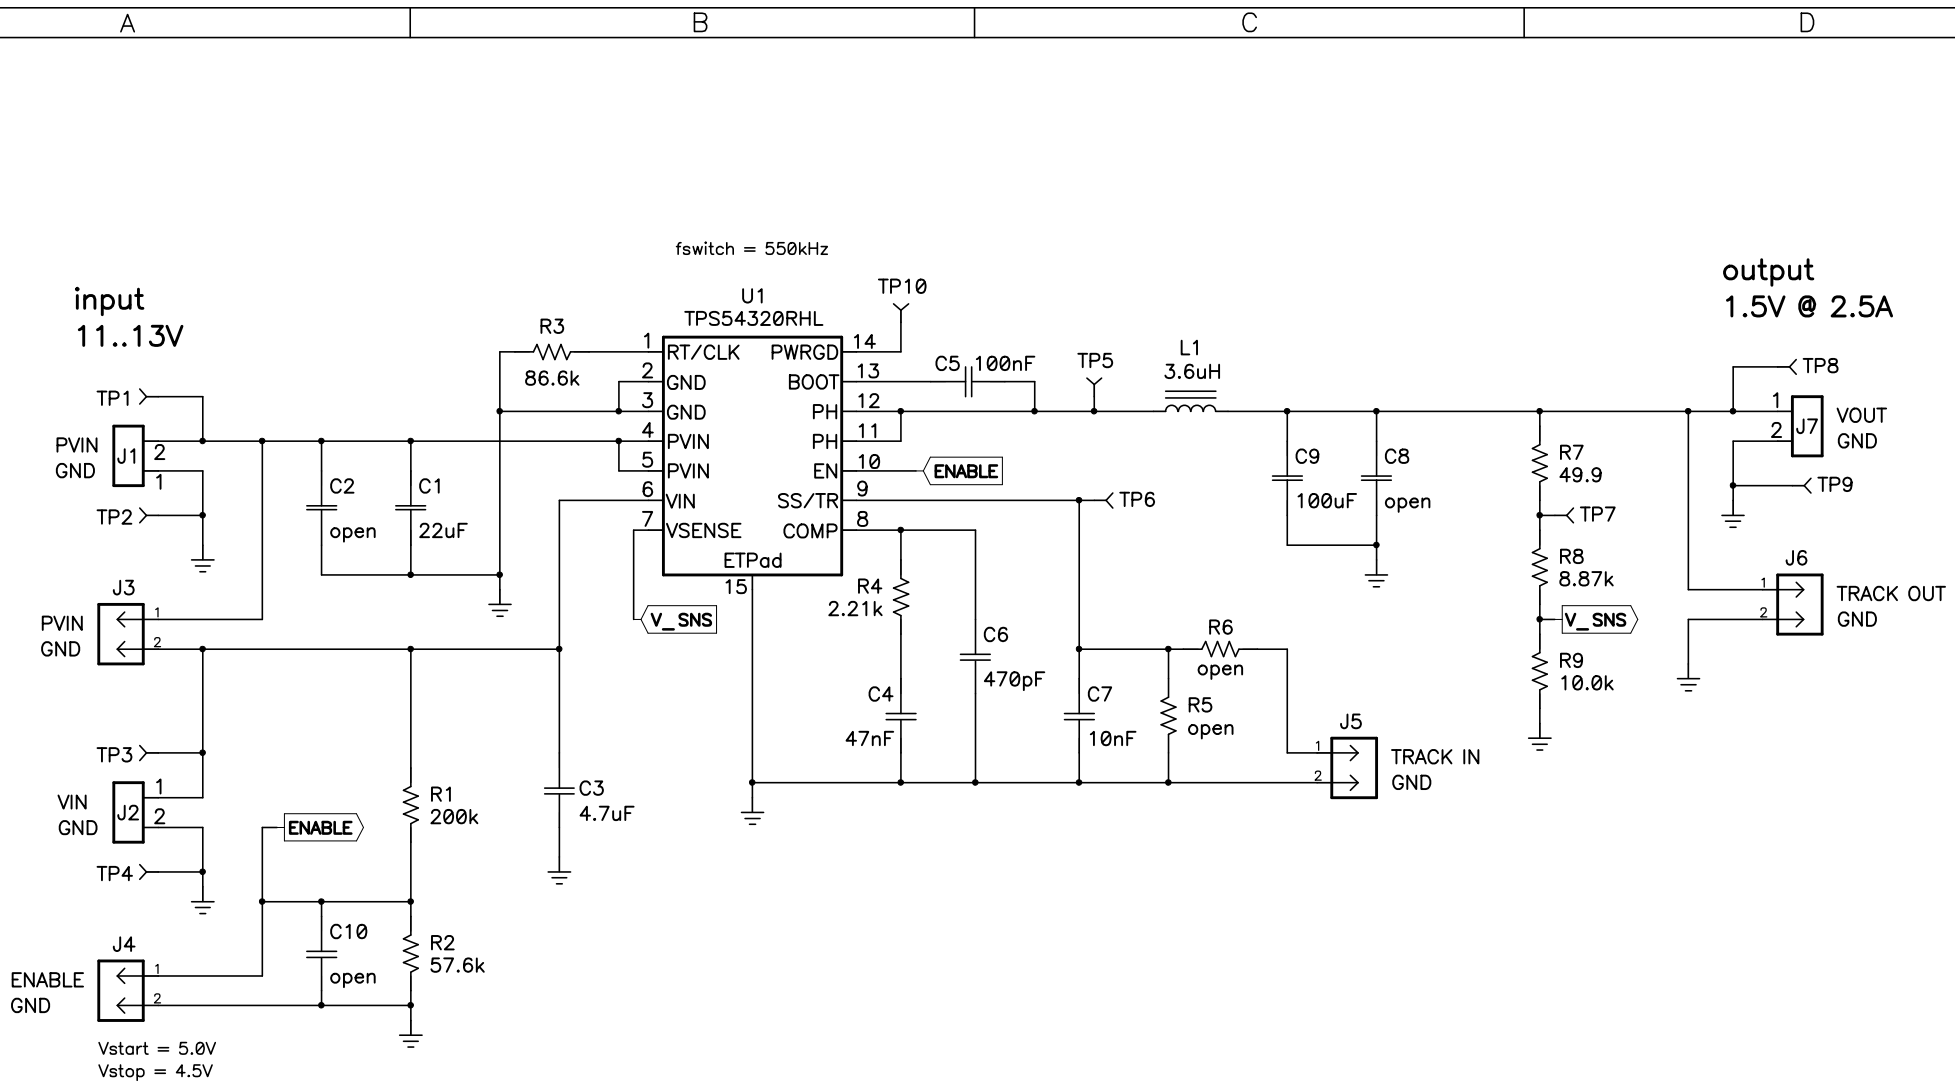 A
B
C
D
fswitch = 550kHz
input
11..13V
output
1.5V @ 2.5A
U1
TPS54320RHL
TP10
R3
86.6k
1
RT/CLK
PWRGD
14
2
GND
BOOT
13
3
GND
PH
12
4
PVIN
PH
11
5
PVIN
EN
10
6
VIN
SS/TR
9
7
VSENSE
COMP
8
ETPad
15
C5
100nF
TP5
L1
3.6uH
TP8
1
J7
VOUT
2
GND
TP9
TP1
PVIN
GND
J1
2
1
TP2
C2
open
C1
22uF
ENABLE
TP6
C9
100uF
C8
open
R7
49.9
TP7
R8
8.87k
V_SNS
R9
10.0k
J6
1
TRACK OUT
2
GND
J3
PVIN
1
GND
2
V_SNS
R4
2.21k
C6
470pF
C4
47nF
C7
10nF
R6
open
R5
open
J5
1
TRACK IN
2
GND
TP3
VIN
GND
J2
1
2
TP4
ENABLE
R1
200k
C3
4.7uF
J4
ENABLE
1
GND
2
C10
open
R2
57.6k
Vstart = 5.0V
Vstop = 4.5V